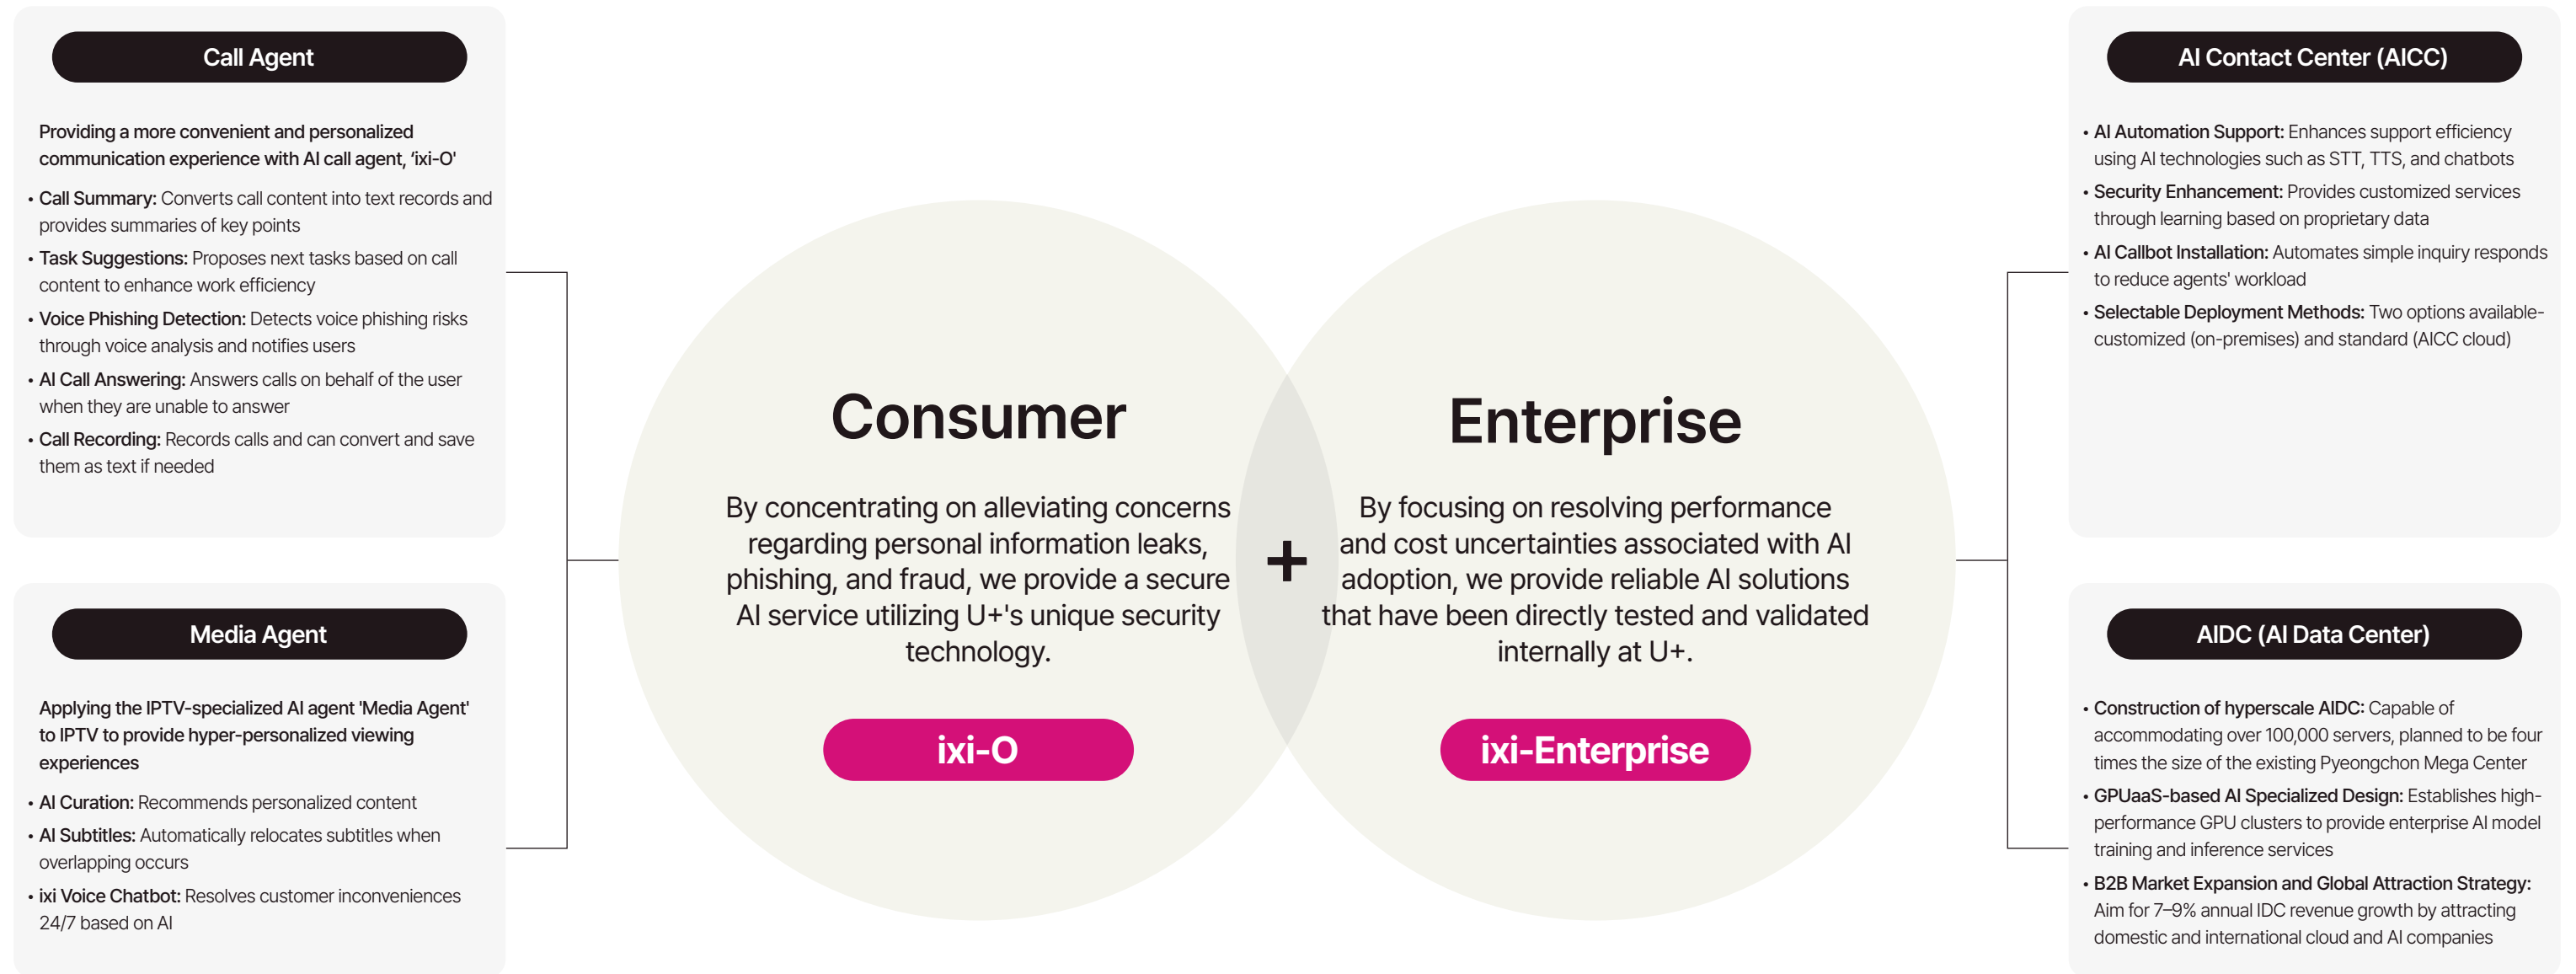 Call Agent
Providing a more convenient and personalized
communication experience with AI call agent, ‘ixi-O'
• Call Summary: Converts call content into text records and
provides summaries of key points
• Task Suggestions: Proposes next tasks based on call
content to enhance work efficiency
• Voice Phishing Detection: Detects voice phishing risks
through voice analysis and notifies users
• AI Call Answering: Answers calls on behalf of the user
when they are unable to answer
• Call Recording: Records calls and can convert and save
them as text if needed
Media Agent
Applying the IPTV-specialized AI agent 'Media Agent'
to IPTV to provide hyper-personalized viewing
experiences
• AI Curation: Recommends personalized content
• AI Subtitles: Automatically relocates subtitles when
overlapping occurs
• ixi Voice Chatbot: Resolves customer inconveniences
24/7 based on AI
Consumer
By concentrating on alleviating concerns
regarding personal information leaks,
phishing, and fraud, we provide a secure
AI service utilizing U+'s unique security
technology.
ixi-O
+
Enterprise
By focusing on resolving performance
and cost uncertainties associated with AI
adoption, we provide reliable AI solutions
that have been directly tested and validated
internally at U+.
ixi-Enterprise
AI Contact Center (AICC)
• AI Automation Support: Enhances support efficiency
using AI technologies such as STT, TTS, and chatbots
• Security Enhancement: Provides customized services
through learning based on proprietary data
• AI Callbot Installation: Automates simple inquiry responds
to reduce agents' workload
• Selectable Deployment Methods: Two options available-
customized (on-premises) and standard (AICC cloud)
AIDC (AI Data Center)
• Construction of hyperscale AIDC: Capable of
accommodating over 100,000 servers, planned to be four
times the size of the existing Pyeongchon Mega Center
• GPUaaS-based AI Specialized Design: Establishes high-
performance GPU clusters to provide enterprise AI model
training and inference services
• B2B Market Expansion and Global Attraction Strategy:
Aim for 7–9% annual IDC revenue growth by attracting
domestic and international cloud and AI companies